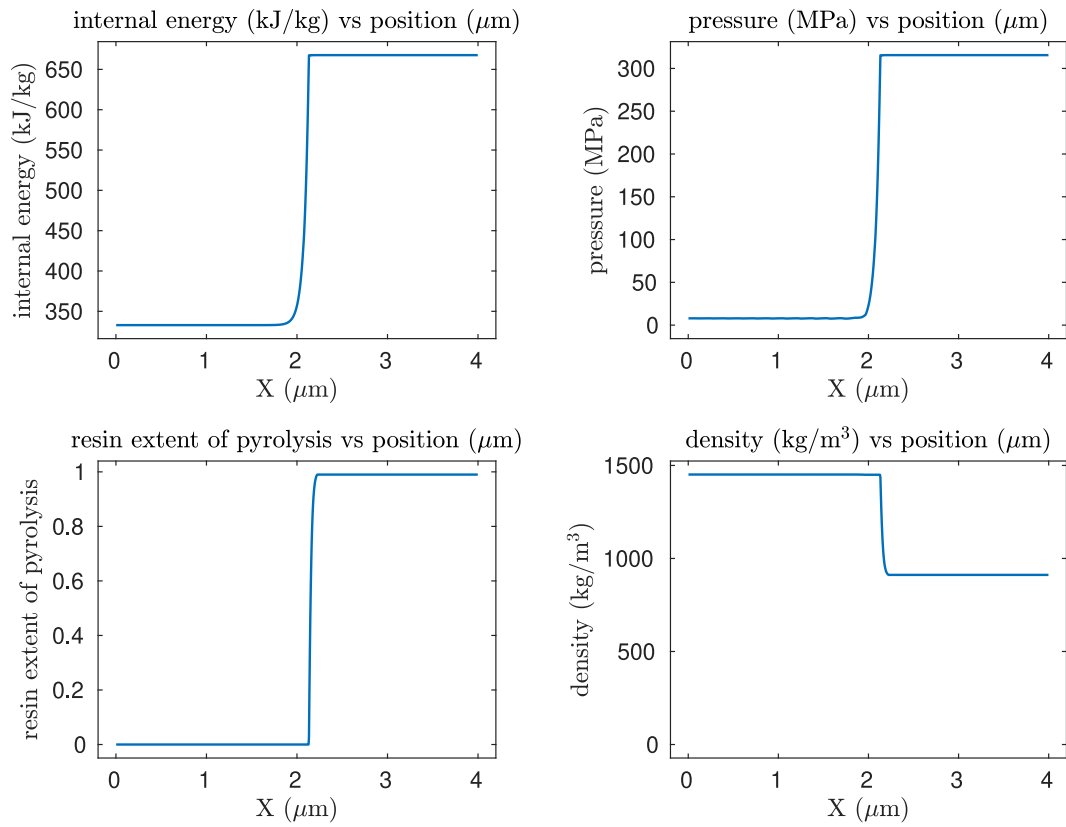 internal energy (kJ/kg) vs position (μm)
internal energy (kJ/kg)
650
600
550
500
450
400
350
0 1 2 3 4
X (μm)
pressure (MPa) vs position (μm)
pressure (MPa)
300
250
200
150
100
50
0
0 1 2 3 4
X (μm)
resin extent of pyrolysis vs position (μm)
resin extent of pyrolysis
1
0.8
0.6
0.4
0.2
0
0 1 2 3 4
X (μm)
density (kg/m³) vs position (μm)
density (kg/m³)
1500
1000
500
0
0 1 2 3 4
X (μm)